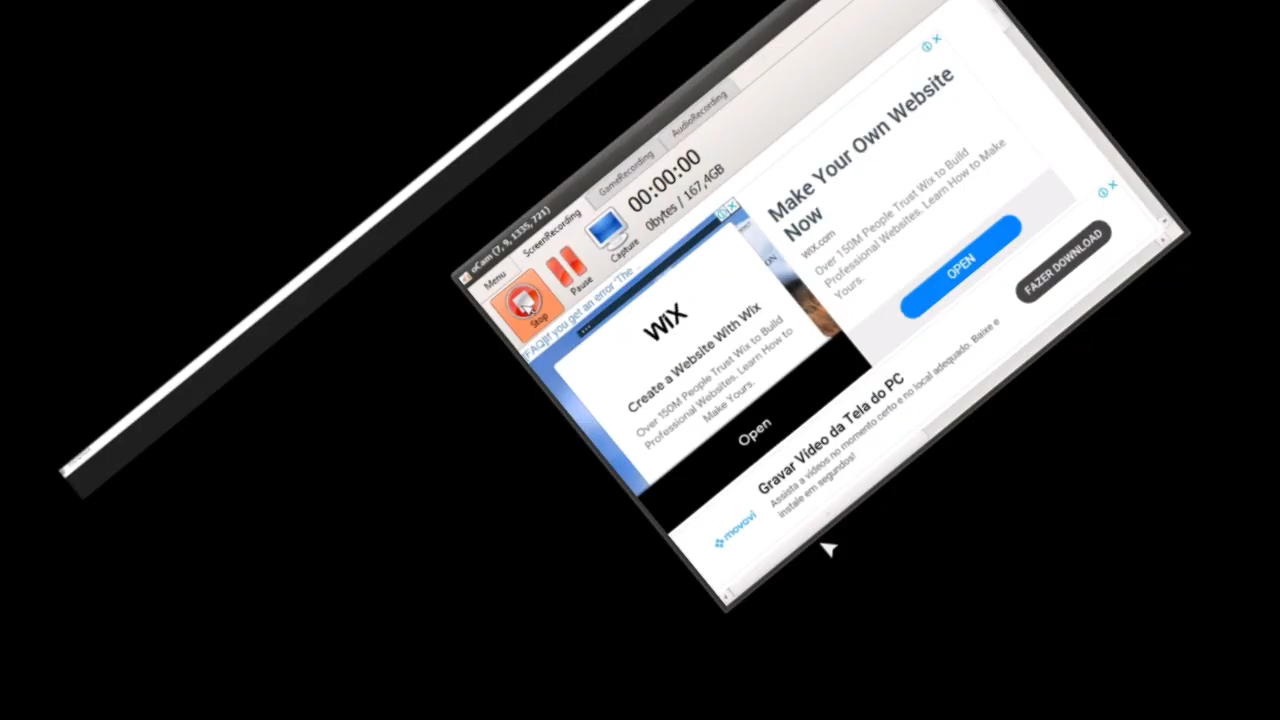 oCam (7, 9, 1335, 721)
Menu
ScreenRecording
GameRecording
AudioRecording
Stop
Pause
Capture
00:00:00
0bytes / 167,4GB
[FAQ]If you get an error "The ...
WIX
Create a Website With Wix
Over 150M People Trust Wix to Build
Professional Websites. Learn How to
Make Yours.
Open
ON
Make Your Own Website
Now
wix.com
Over 150M People Trust Wix to Build
Professional Websites. Learn How to Make
Yours.
OPEN
movavi
Gravar Vídeo da Tela do PC
Assista a vídeos no momento certo e no local adequado. Baixe e
instale em segundos!
FAZER DOWNLOAD